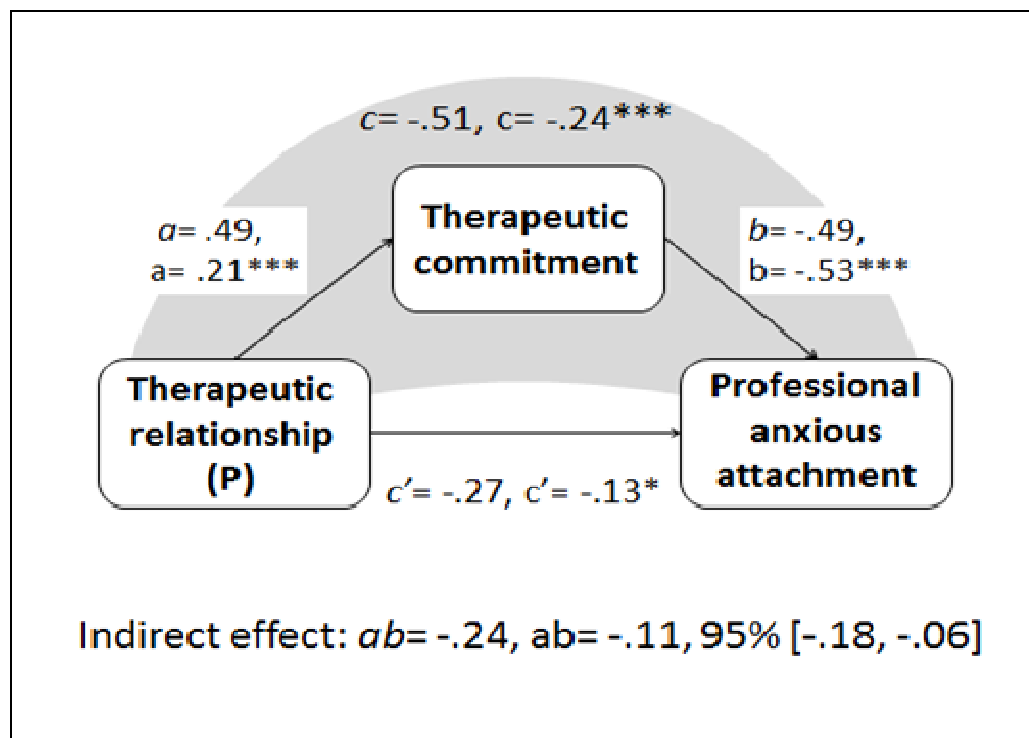 c= -.51, c= -.24***
a= .49,
a= .21***
Therapeutic
commitment
b= -.49,
b= -.53***
Therapeutic
relationship
(P)
Professional
anxious
attachment
c’= -.27, c’= -.13*
Indirect effect: ab= -.24, ab= -.11, 95% [-.18, -.06]